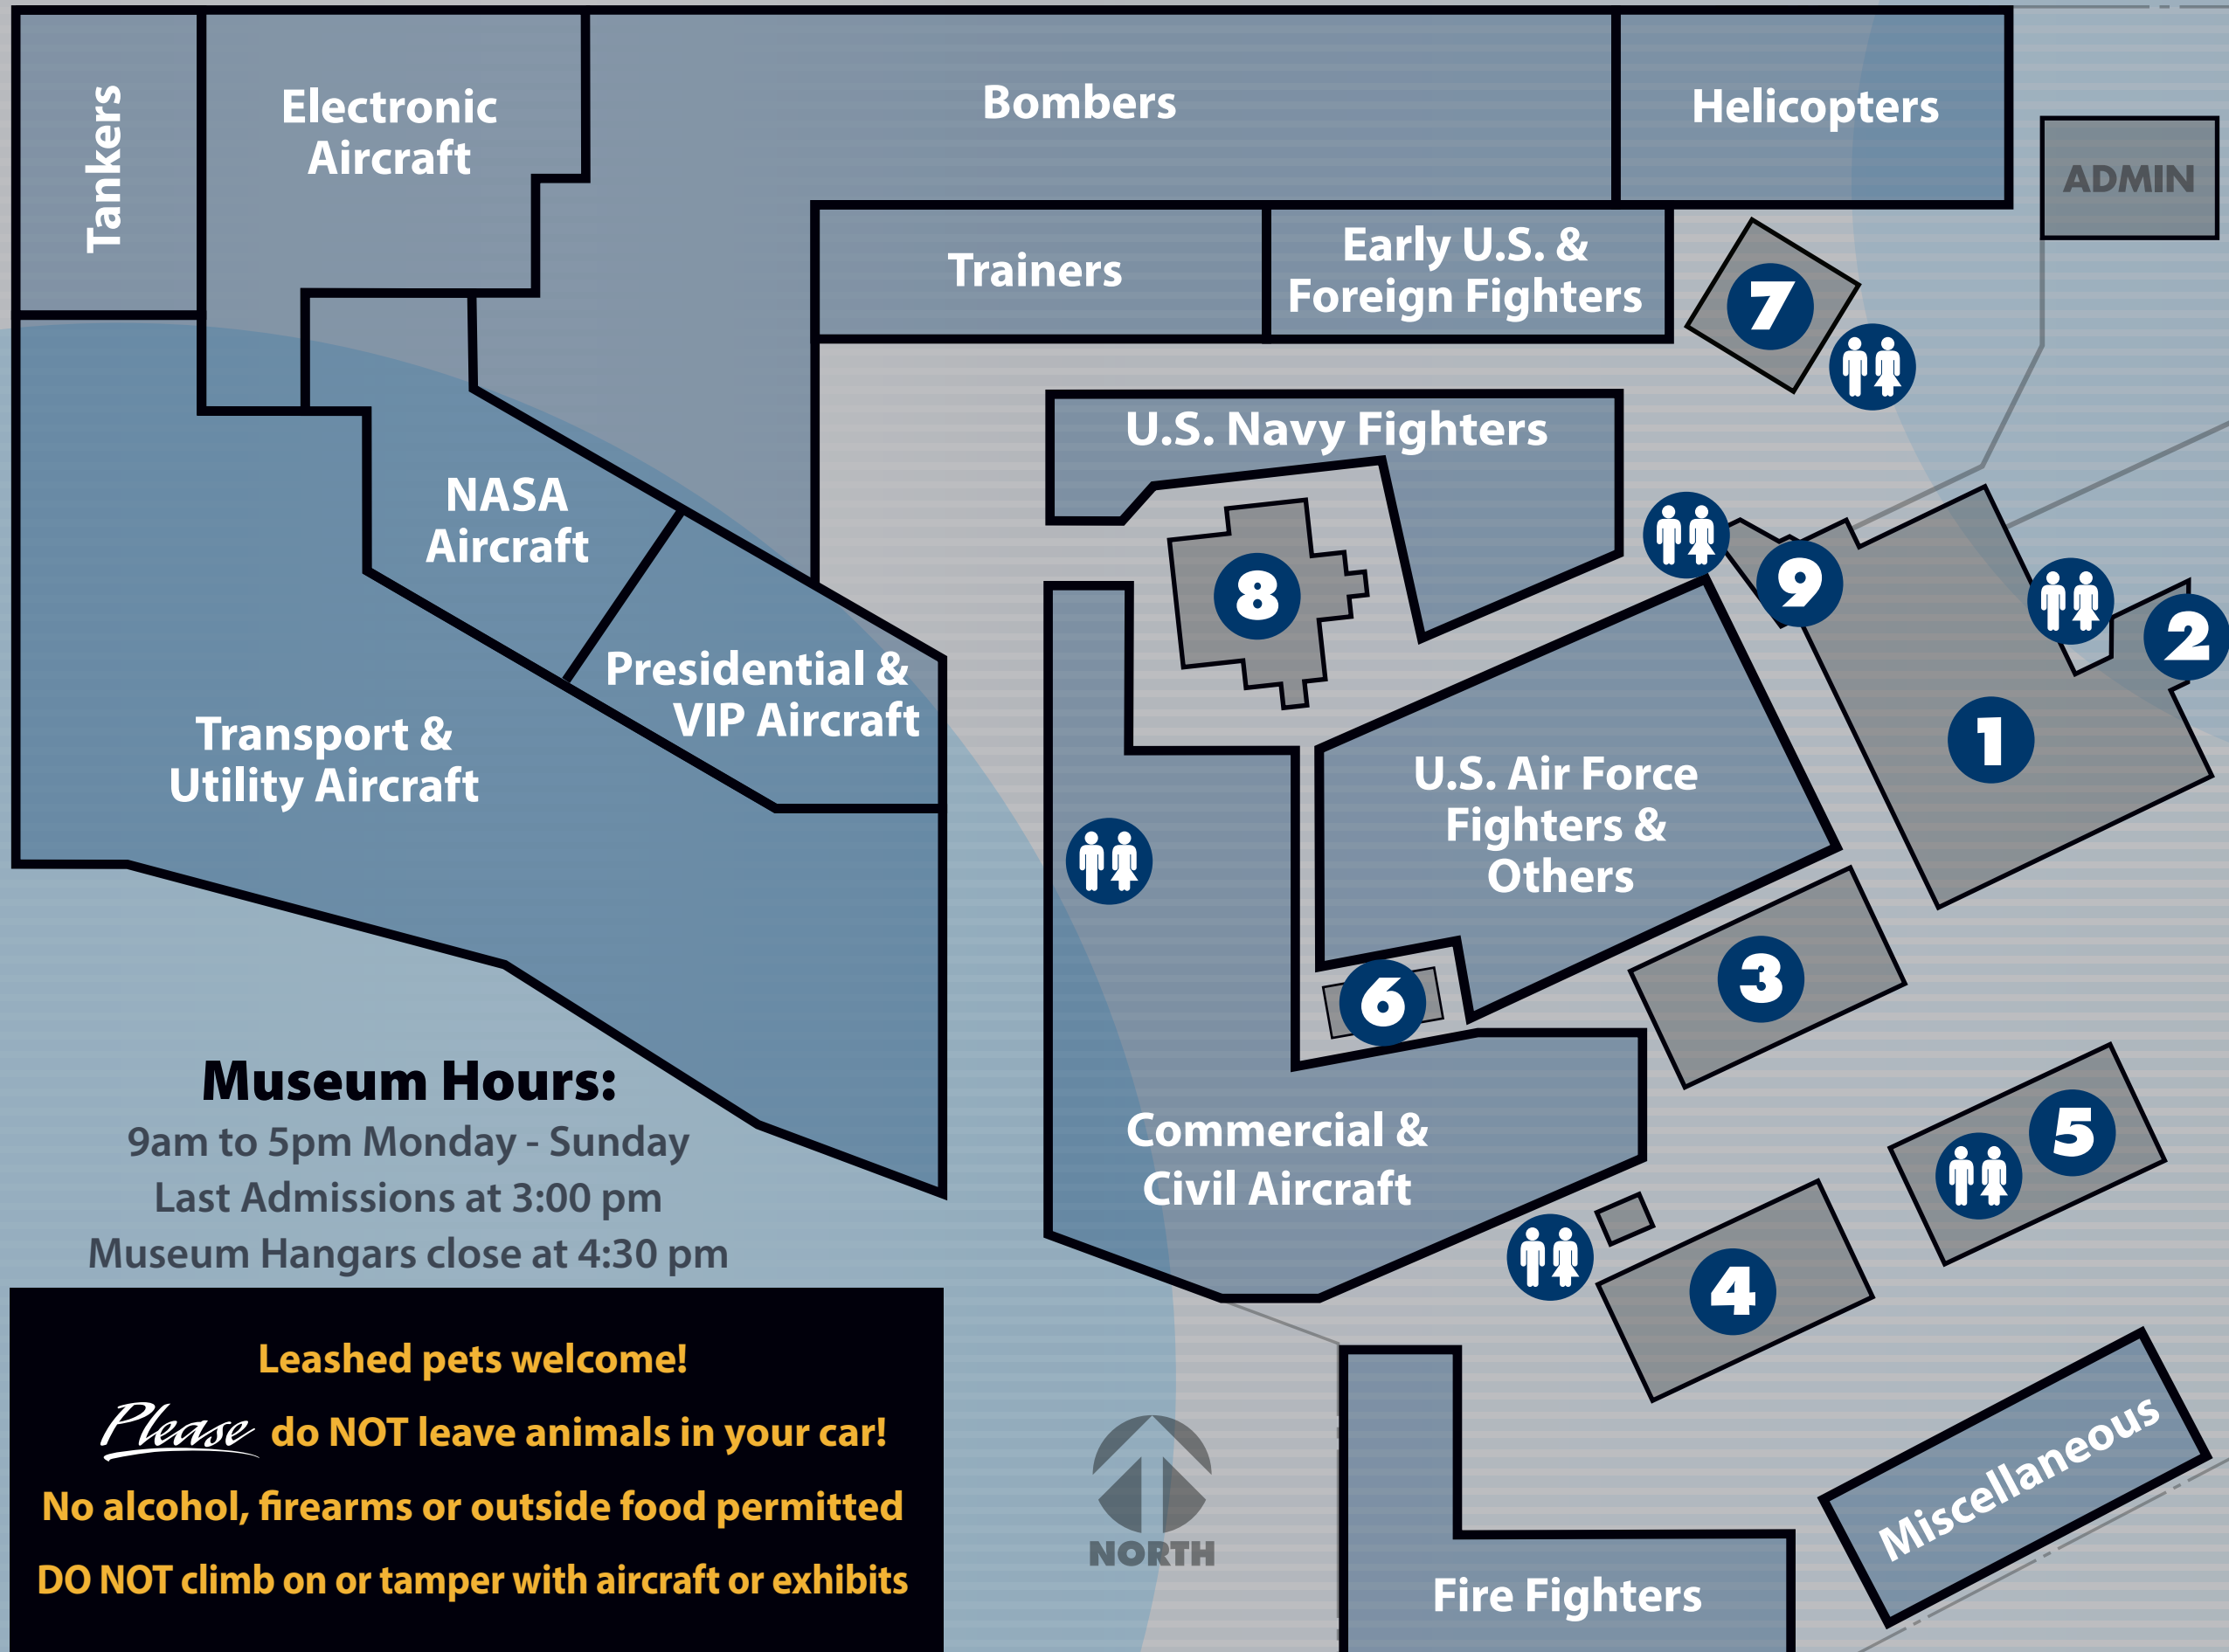 Tankers
Electronic
Aircraft
Bombers
Helicopters
ADMIN
Trainers
Early U.S. &
Foreign Fighters
7
U.S. Navy Fighters
NASA
Aircraft
8
9
2
Presidential &
VIP Aircraft
1
Transport &
Utility Aircraft
U.S. Air Force
Fighters &
Others
3
6
5
Commercial &
Civil Aircraft
4
Museum Hours:
9am to 5pm Monday - Sunday
Last Admissions at 3:00 pm
Museum Hangars close at 4:30 pm
Leashed pets welcome!
Please do NOT leave animals in your car!
No alcohol, firearms or outside food permitted
DO NOT climb on or tamper with aircraft or exhibits
NORTH
Miscellaneous
Fire Fighters